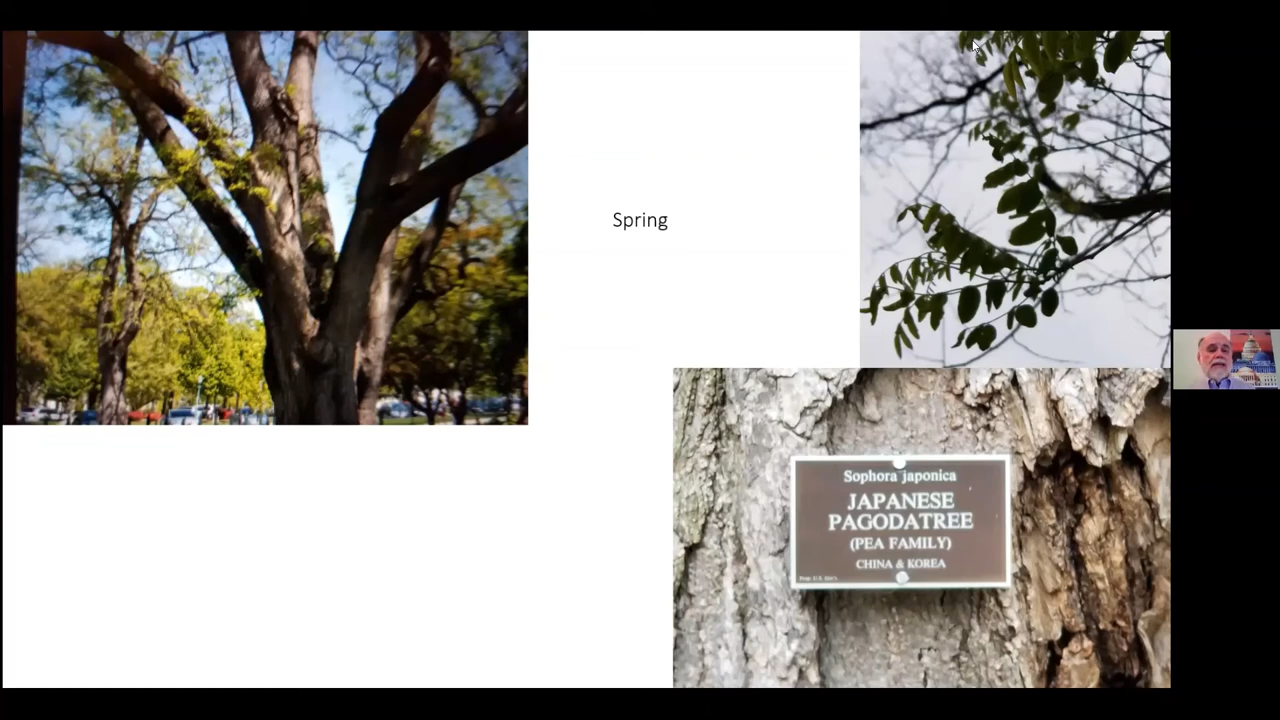 Spring
Sophora japonica
JAPANESE
PAGODATREE
(PEA FAMILY)
CHINA & KOREA